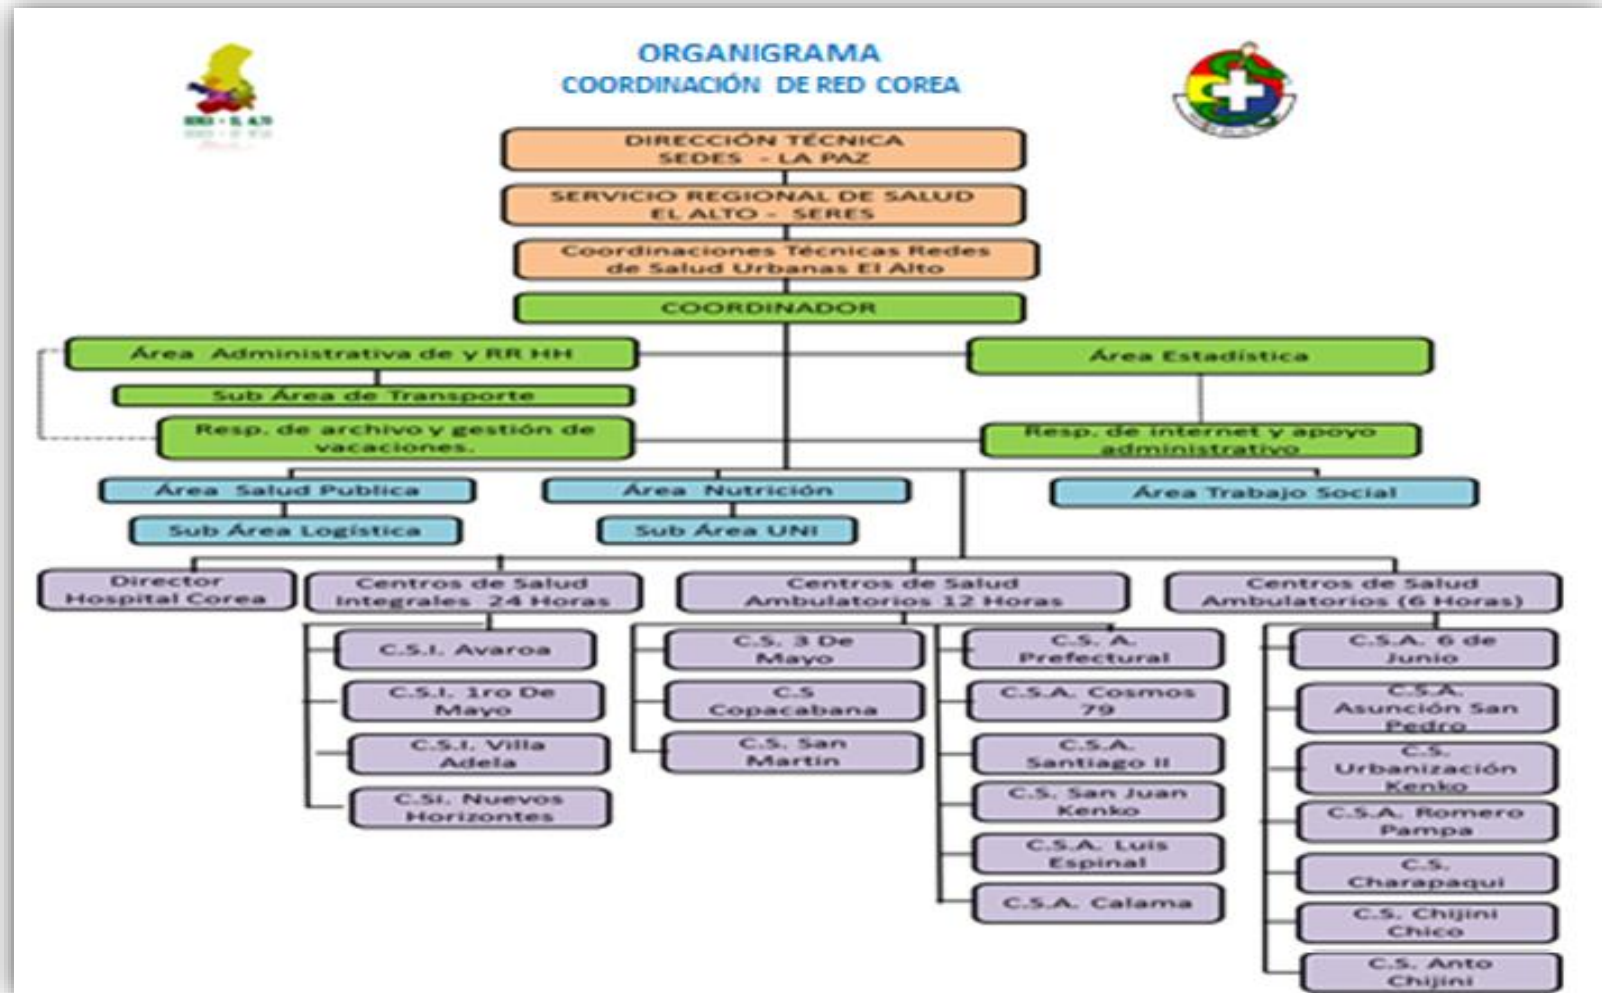 ORGANIGRAMA
COORDINACIÓN DE RED COREA
DIRECCIÓN TÉCNICA
SEDES - LA PAZ
SERVICIO REGIONAL DE SALUD
EL ALTO - SERES
Coordinaciones Técnicas Redes
de Salud Urbanas El Alto
COORDINADOR
Área Administrativa de y RR HH
Área Estadística
Sub Área de Transporte
Resp. de archivo y gestión de
vacaciones.
Resp. de internet y apoyo
administrativo
Área Salud Publica
Área Nutrición
Área Trabajo Social
Sub Área Logística
Sub Área UNI
Director
Hospital Corea
Centros de Salud
Integrales 24 Horas
Centros de Salud
Ambulatorios 12 Horas
Centros de Salud
Ambulatorios (6 Horas)
C.S.I. Avaroa
C.S.I. 1ro De
Mayo
C.S.I. Villa
Adela
C.Si. Nuevos
Horizontes
C.S. 3 De
Mayo
C.S
Copacabana
C.S. San
Martin
C.S. A.
Prefectural
C.S.A. Cosmos
79
C.S.A.
Santiago II
C.S. San Juan
Kenko
C.S.A. Luis
Espinal
C.S.A. Calama
C.S.A. 6 de
Junio
C.S.A.
Asunción San
Pedro
C.S.
Urbanización
Kenko
C.S.A. Romero
Pampa
C.S.
Charapaqui
C.S. Chijini
Chico
C.S. Anto
Chijini